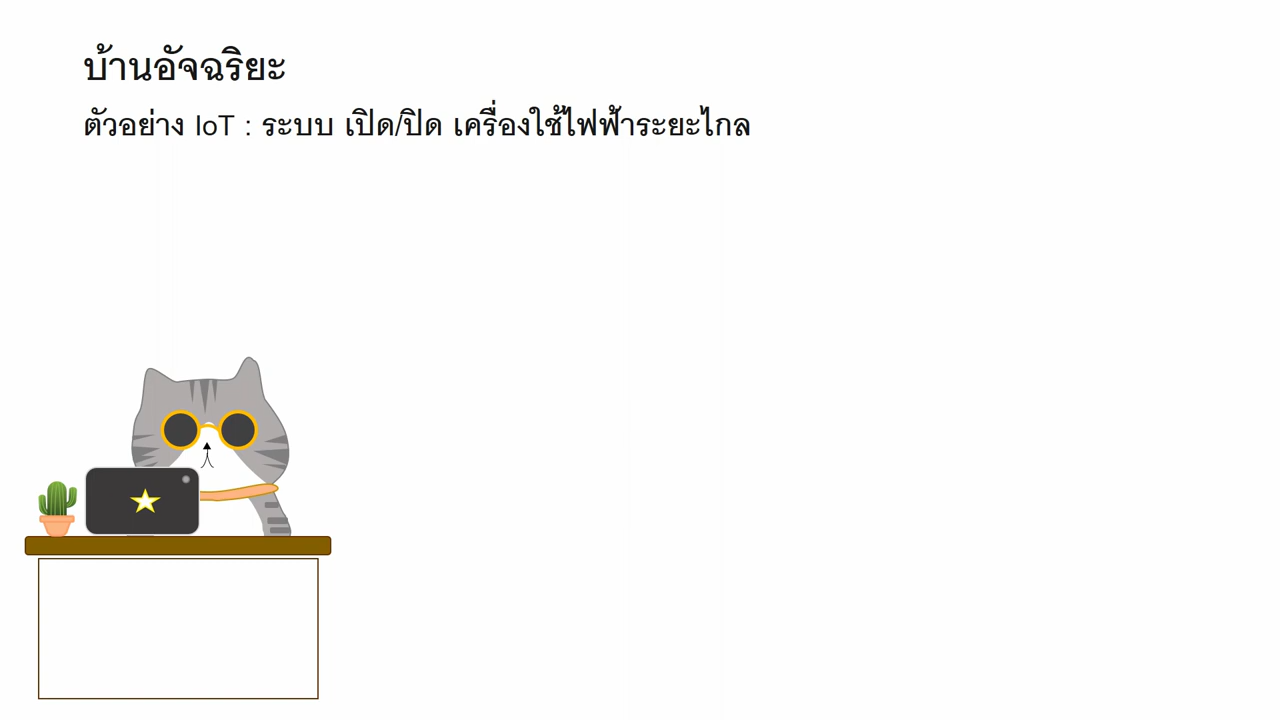 บ้านอัจฉริยะ
ตัวอย่าง IoT : ระบบ เปิด/ปิด เครื่องใช้ไฟฟ้าระยะไกล